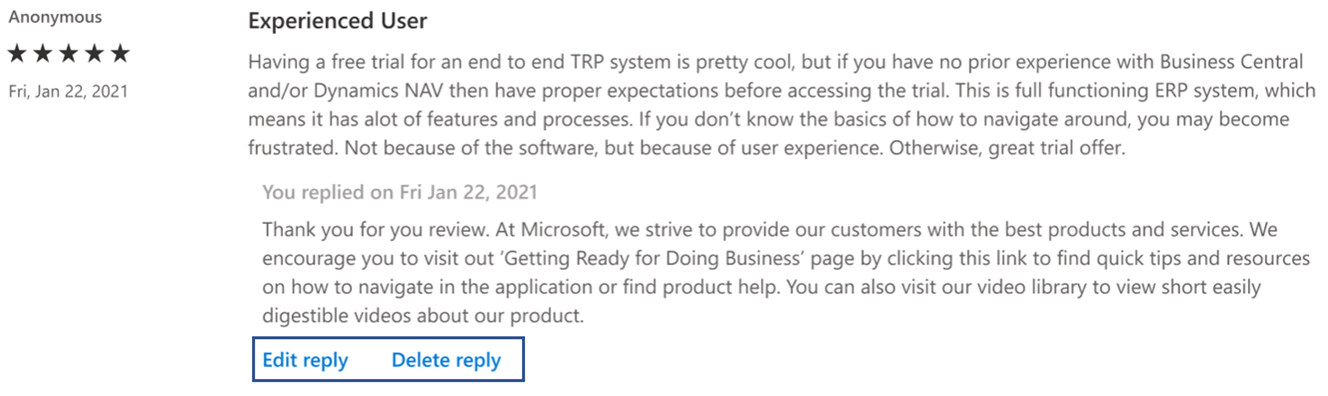 Anonymous
Fri, Jan 22, 2021
Experienced User
Having a free trial for an end to end TRP system is pretty cool, but if you have no prior experience with Business Central
and/or Dynamics NAV then have proper expectations before accessing the trial. This is full functioning ERP system, which
means it has alot of features and processes. If you don't know the basics of how to navigate around, you may become
frustrated. Not because of the software, but because of user experience. Otherwise, great trial offer.
You replied on Fri Jan 22, 2021
Thank you for you review. At Microsoft, we strive to provide our customers with the best products and services. We
encourage you to visit out ‘Getting Ready for Doing Business’ page by clicking this link to find quick tips and resources
on how to navigate in the application or find product help. You can also visit our video library to view short easily
digestible videos about our product.
Edit reply Delete reply